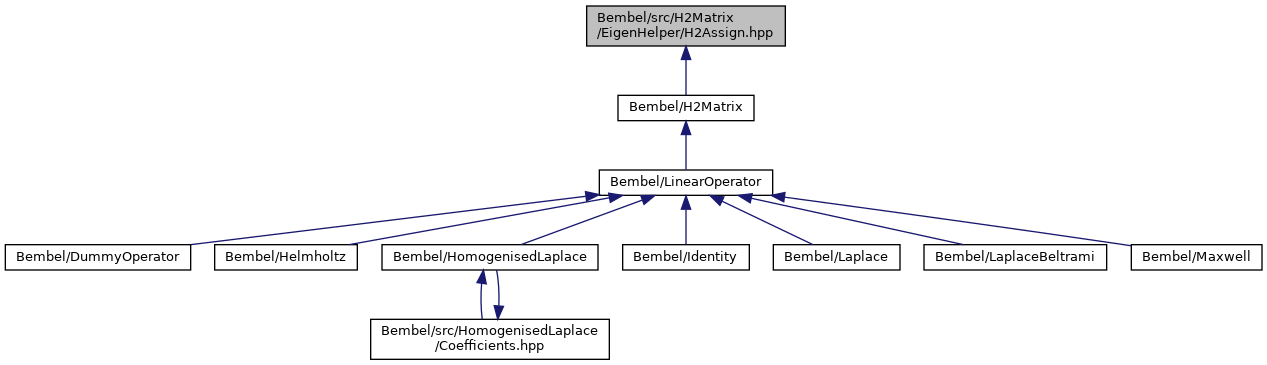 Bembel/src/H2Matrix
/EigenHelper/H2Assign.hpp
Bembel/H2Matrix
Bembel/LinearOperator
Bembel/DummyOperator
Bembel/Helmholtz
Bembel/HomogenisedLaplace
Bembel/Identity
Bembel/Laplace
Bembel/LaplaceBeltrami
Bembel/Maxwell
Bembel/src/HomogenisedLaplace
/Coefficients.hpp